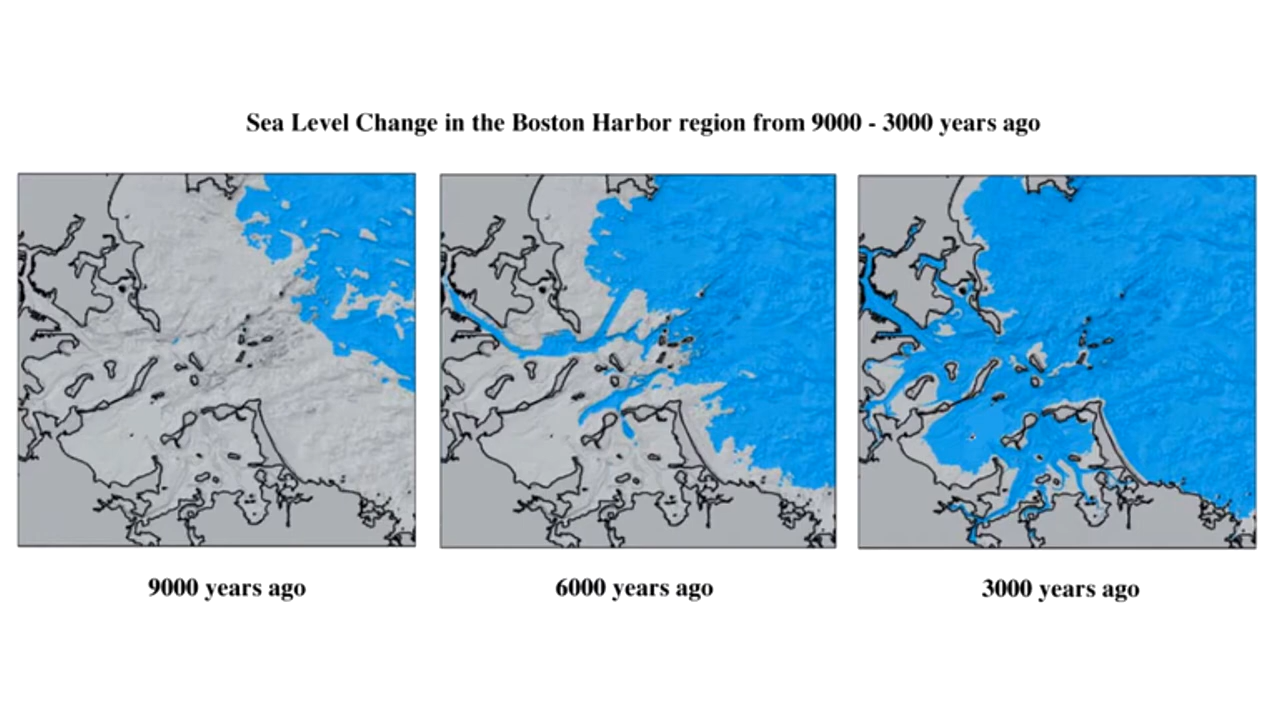 Sea Level Change in the Boston Harbor region from 9000 - 3000 years ago
9000 years ago
6000 years ago
3000 years ago